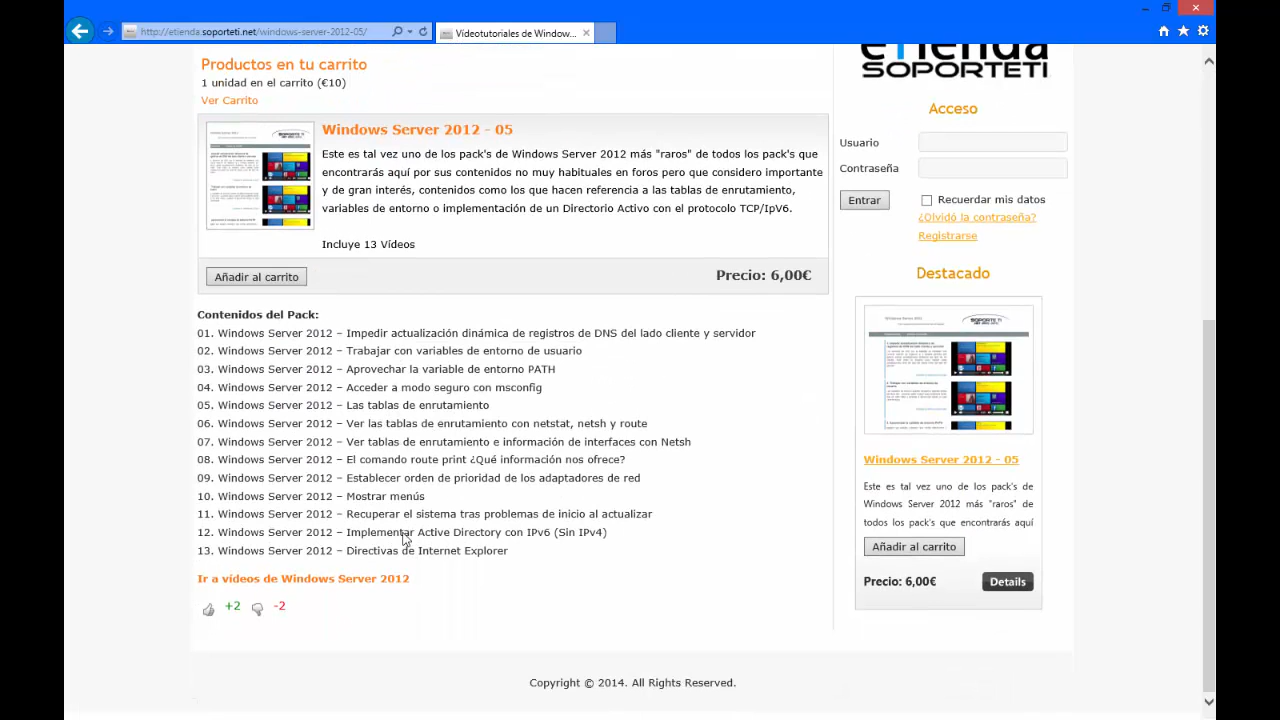 http://etienda.soporteti.net/windows-server-2012-05/
Vídeotutoriales de Window...
Productos en tu carrito
1 unidad en el carrito (€10)
Ver Carrito
Windows Server 2012 - 05
Este es tal vez uno de los pack's de Windows Server 2012 más "raros" de todos los pack's que
encontrarás aquí por sus contenidos no muy habituales en foros pero que considero importante
y de gran interés, contenidos como los que hacen referencia a las tablas de enrutamiento,
variables de entorno o implementación de un Directorio Activo bajo el protocolo TCP/IpV6.
Incluye 13 Vídeos
Añadir al carrito
Precio: 6,00€
Contenidos del Pack:
01. Windows Server 2012 – Impedir actualización dinámica de registros de DNS del lado cliente y servidor
02. Windows Server 2012 – Trabajar con variables de entorno de usuario
03. Windows Server 2012 – Aprovechar la variable de entorno PATH
04. Windows Server 2012 – Acceder a modo seguro con msconfig
05. Windows Server 2012 – Las tablas de enrutamiento
06. Windows Server 2012 – Ver las tablas de enrutamiento con netstat, netsh y route
07. Windows Server 2012 – Ver tablas de enrutamiento e información de interfaces con Netsh
08. Windows Server 2012 – El comando route print ¿Qué información nos ofrece?
09. Windows Server 2012 – Establecer orden de prioridad de los adaptadores de red
10. Windows Server 2012 – Mostrar menús
11. Windows Server 2012 – Recuperar el sistema tras problemas de inicio al actualizar
12. Windows Server 2012 – Implementar Active Directory con IPv6 (Sin IPv4)
13. Windows Server 2012 – Directivas de Internet Explorer
Ir a vídeos de Windows Server 2012
+2 -2
eTienda
SOPORTETI
Acceso
Usuario
Contraseña
Entrar
Recuerdar mis datos
¿Olvidó la contraseña?
Registrarse
Destacado
Windows Server 2012 - 05
Este es tal vez uno de los pack's de
Windows Server 2012 más "raros" de
todos los pack's que encontrarás aquí
Añadir al carrito
Precio: 6,00€
Details
Copyright © 2014. All Rights Reserved.